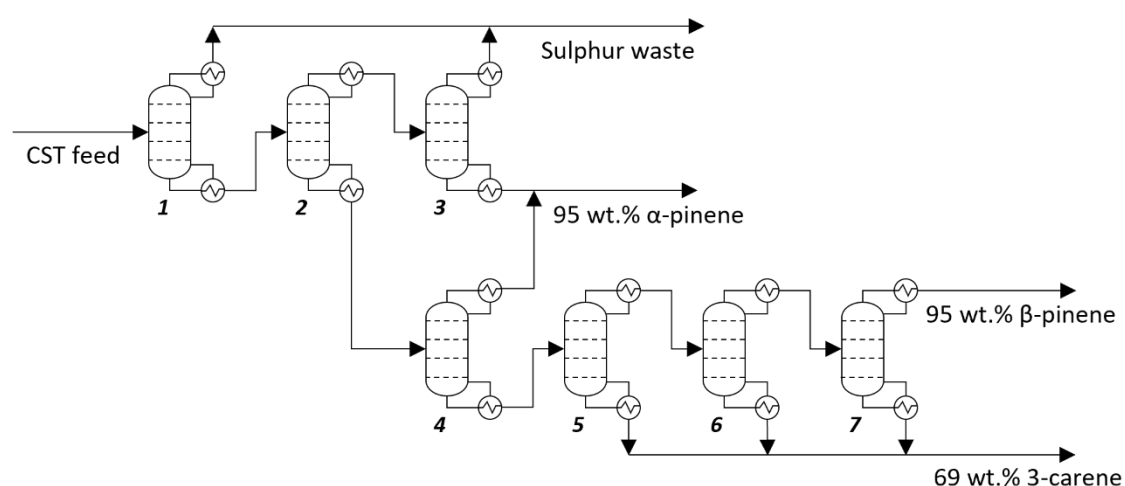 Sulphur waste
CST feed
1
2
3
95 wt.% α-pinene
95 wt.% β-pinene
4
5
6
7
69 wt.% 3-carene